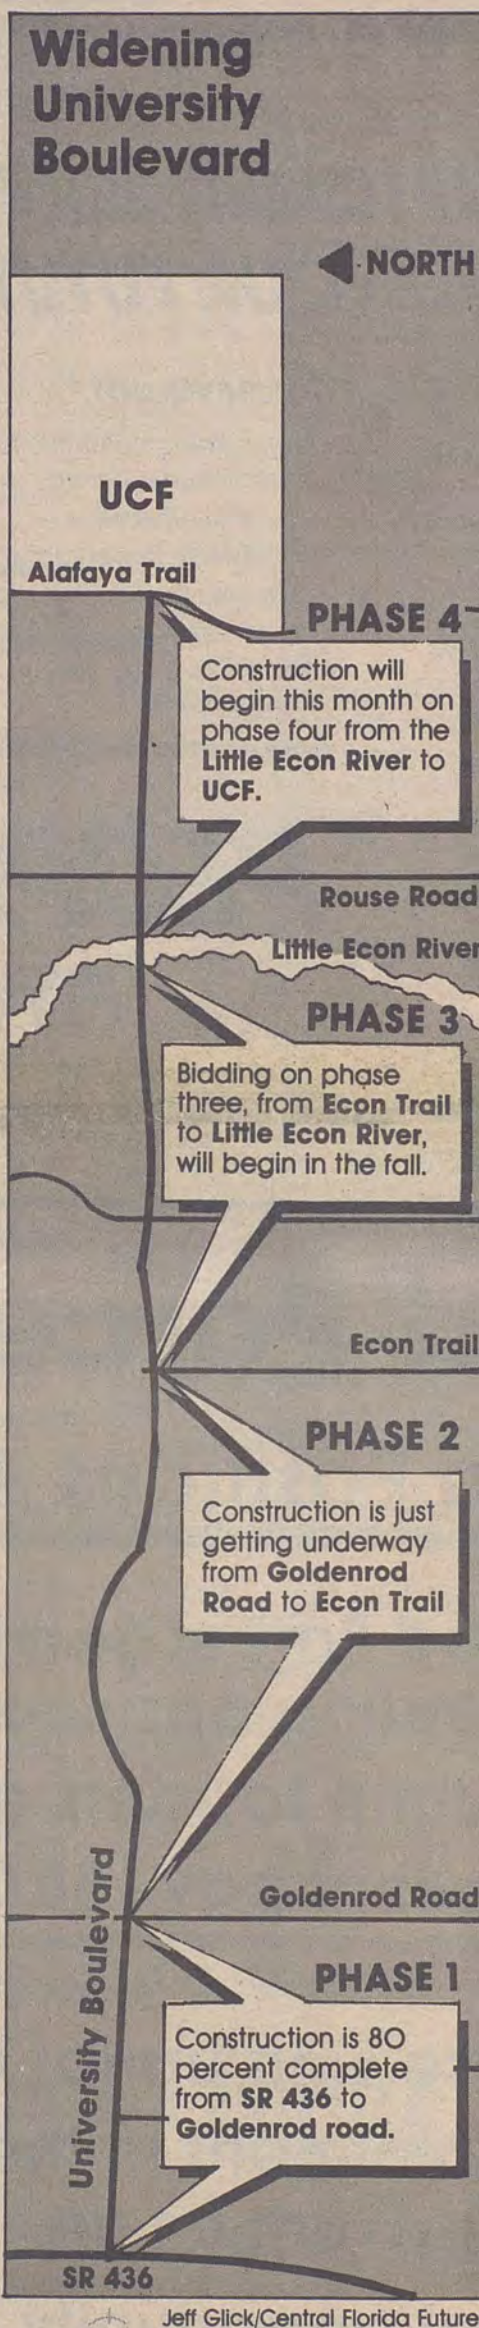 Widening
University
Boulevard
NORTH
UCF
Alafaya Trail
PHASE 4
Construction will
begin this month on
phase four from the
Little Econ River to
UCF.
Rouse Road
Little Econ River
PHASE 3
Bidding on phase
three, from Econ Trail
to Little Econ River,
will begin in the fall.
Econ Trail
PHASE 2
Construction is just
getting underway
from Goldenrod
Road to Econ Trail
Goldenrod Road
University Boulevard
PHASE 1
Construction is 80
percent complete
from SR 436 to
Goldenrod road.
SR 436
Jeff Glick/Central Florida Future